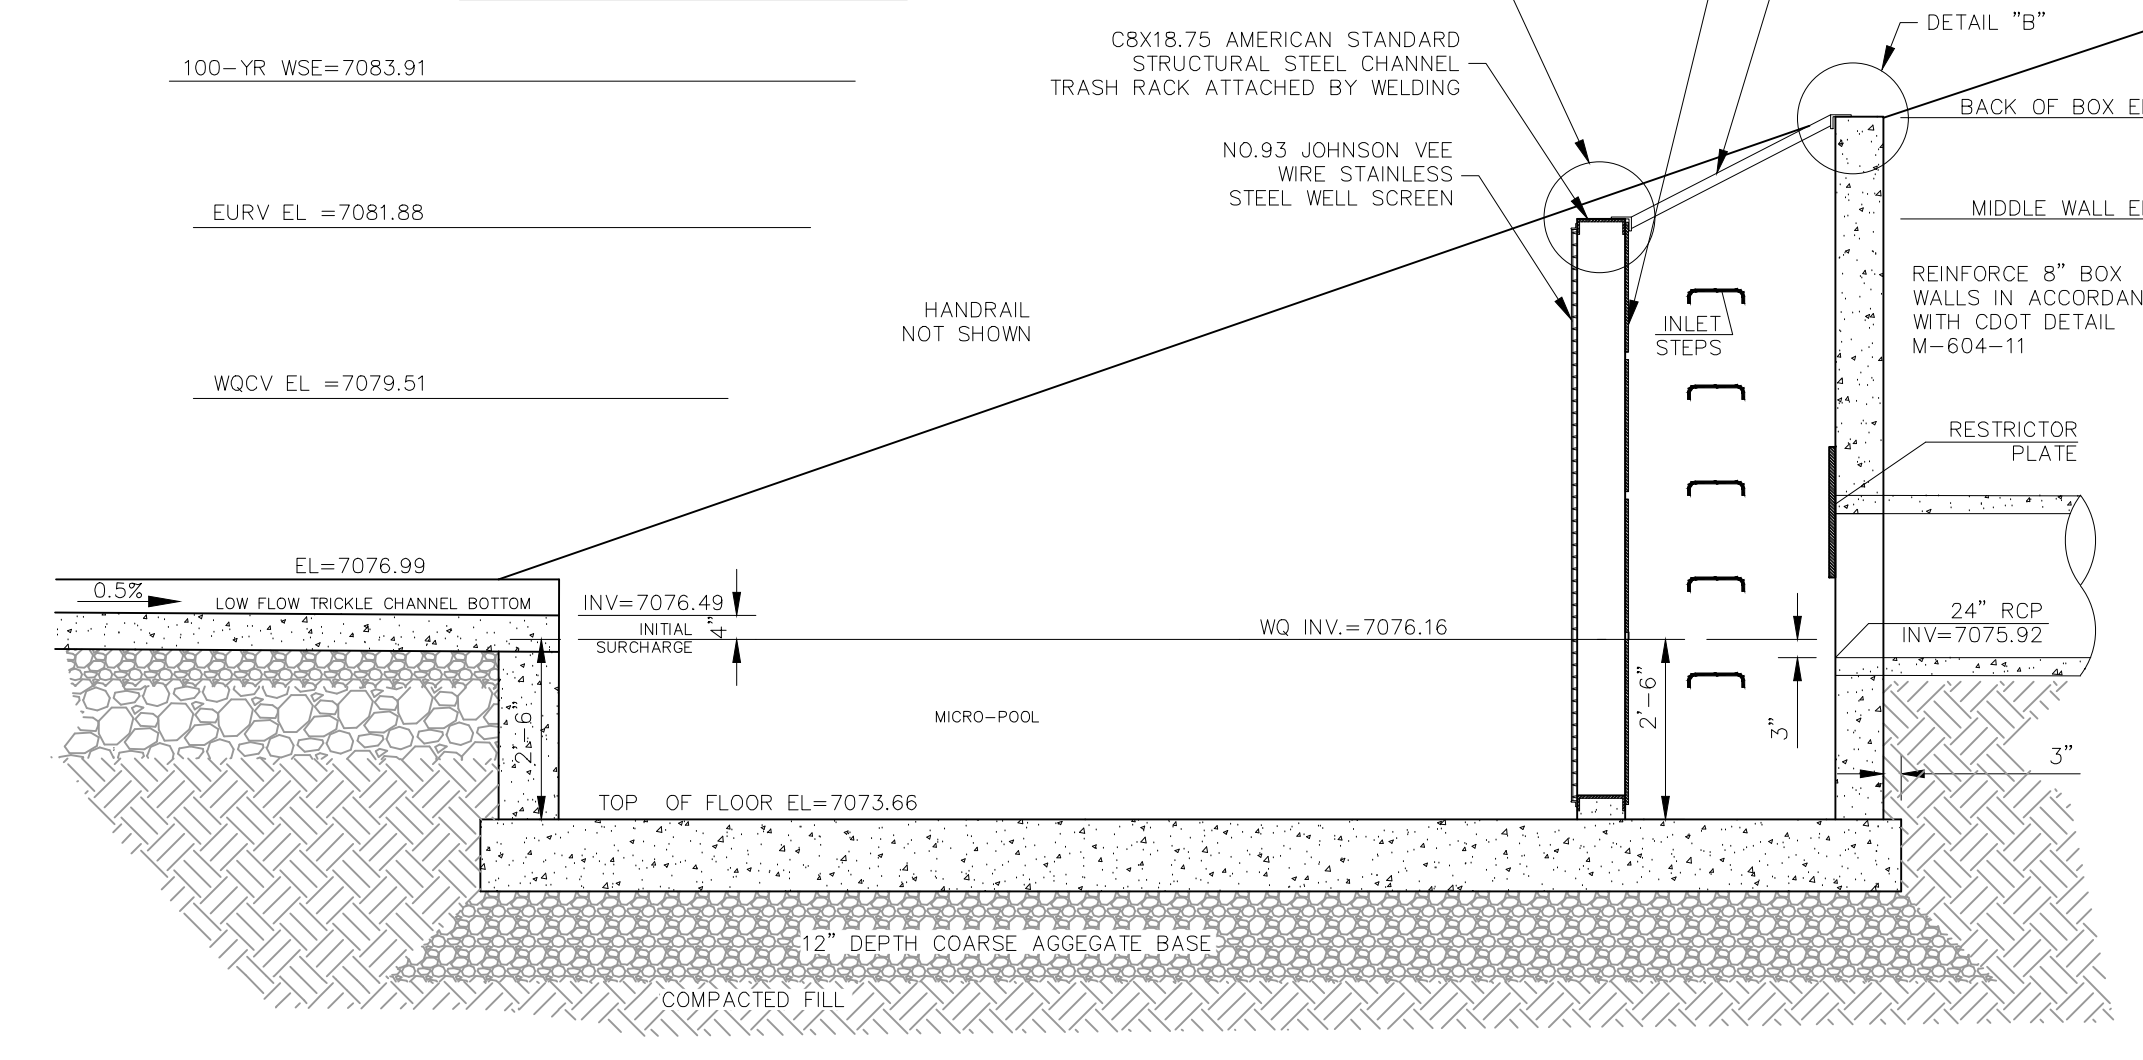 100-YR WSE=7083.91
EURV EL =7081.88
WQCV EL =7079.51
C8X18.75 AMERICAN STANDARD
STRUCTURAL STEEL CHANNEL
TRASH RACK ATTACHED BY WELDING
NO.93 JOHNSON VEE
WIRE STAINLESS
STEEL WELL SCREEN
DETAIL "B"
BACK OF BOX
MIDDLE WALL
REINFORCE 8" BOX
WALLS IN
WITH CDOT DETAIL
M-604-11
HANDRAIL
NOT SHOWN
INLET
STEPS
RESTRICTOR
PLATE
EL=7076.99
0.5%
LOW FLOW TRICKLE CHANNEL BOTTOM
INV=7076.49
INITIAL
SURCHARGE
4"
WQ INV.=7076.16
24" RCP
INV=7075.92
2'-6"
MICRO-POOL
2'-6"
3"
3"
TOP OF FLOOR EL=7073.66
12" DEPTH COARSE AGGEGATE BASE
COMPACTED FILL